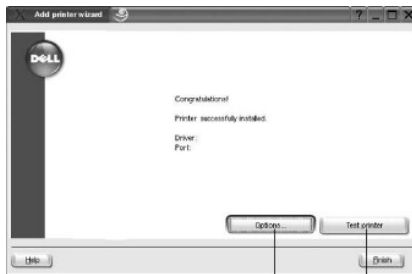 Add printer wizard
DELL
Congratulations!
Printer successfully installed.
Driver:
Port:
Options...
Test printer
Help
Finish